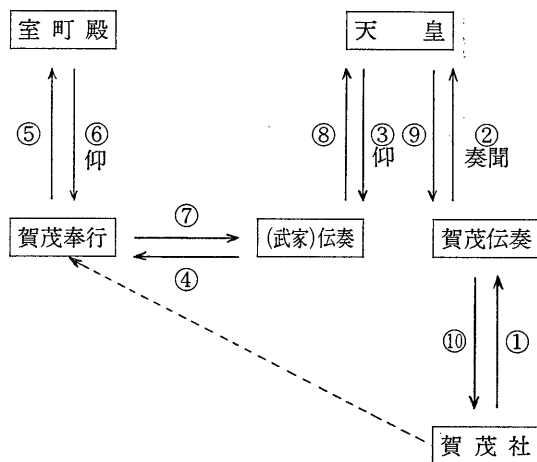 室町殿 天皇
⑤ ⑥仰 ⑧ ③仰 ⑨ ②奏聞
賀茂奉行 ⑦ ④ (武家)伝奏 賀茂伝奏
⑩ ①
賀茂社